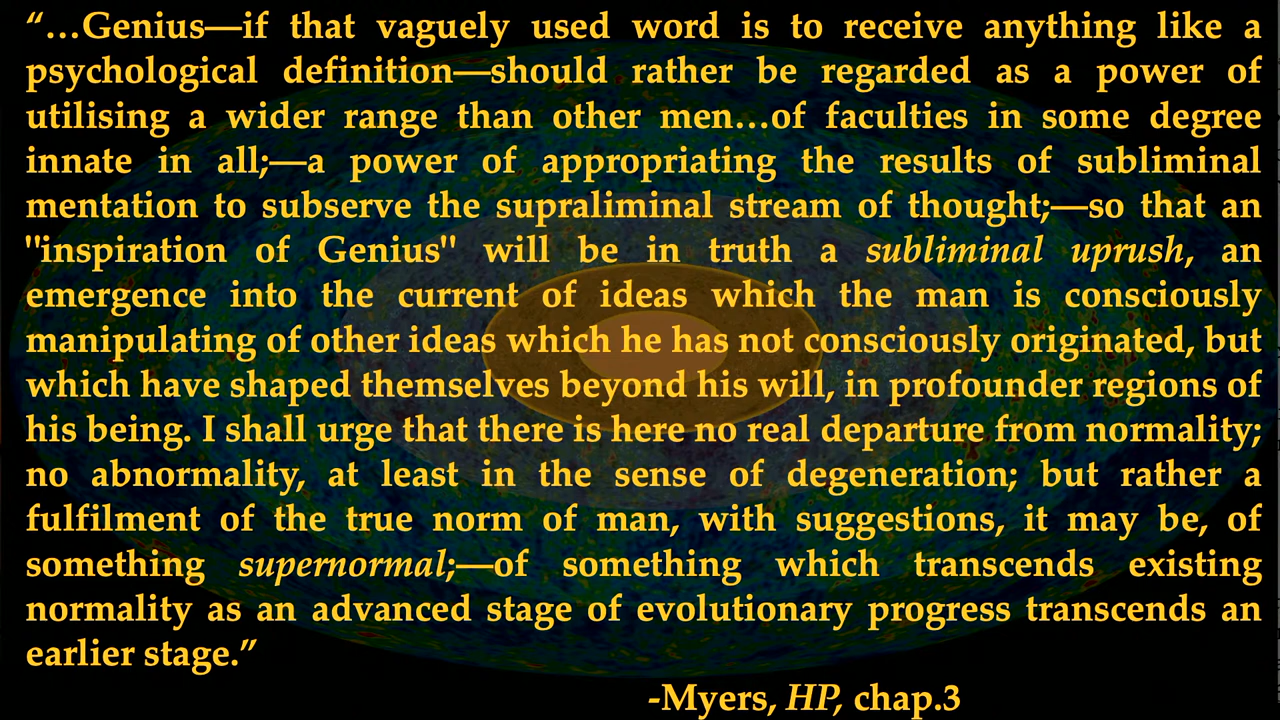 “…Genius—if that vaguely used word is to receive anything like a
psychological definition—should rather be regarded as a power of
utilising a wider range than other men…of faculties in some degree
innate in all;—a power of appropriating the results of subliminal
mentation to subserve the supraliminal stream of thought;—so that an
"inspiration of Genius" will be in truth a subliminal uprush, an
emergence into the current of ideas which the man is consciously
manipulating of other ideas which he has not consciously originated, but
which have shaped themselves beyond his will, in profounder regions of
his being. I shall urge that there is here no real departure from normality;
no abnormality, at least in the sense of degeneration; but rather a
fulfilment of the true norm of man, with suggestions, it may be, of
something supernormal;—of something which transcends existing
normality as an advanced stage of evolutionary progress transcends an
earlier stage.”
-Myers, HP, chap.3